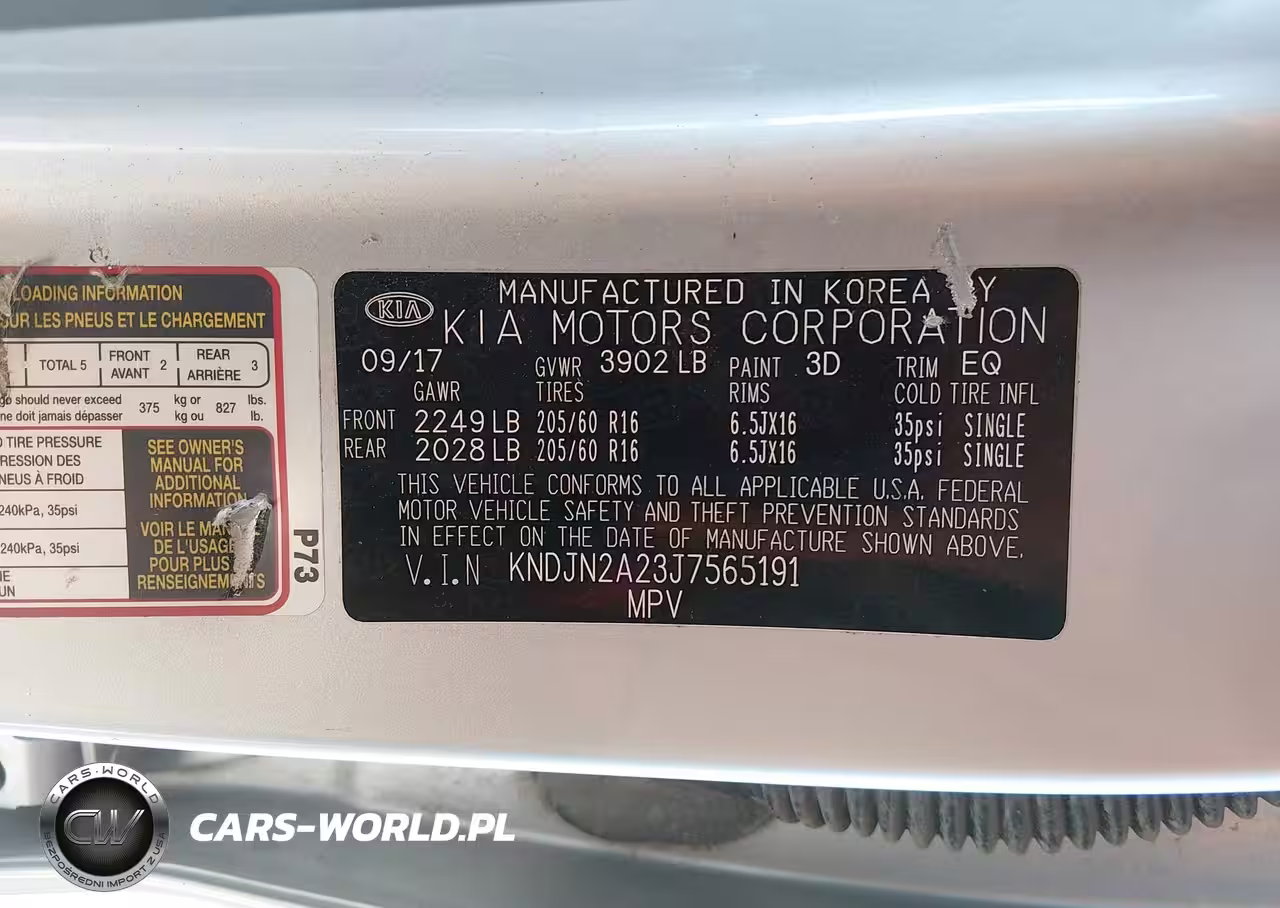 LOADING INFORMATION
SUR LES PNEUS ET LE CHARGEMENT
TOTAL 5
FRONT
AVANT 2
REAR
ARRIÈRE 3
should never exceed
ne doit jamais dépasser
375
kg or
kg ou
827
lbs.
lb.
TIRE PRESSURE
DES
À FROID
240kPa, 35psi
240kPa, 35psi
SEE OWNER'S
MANUAL FOR
ADDITIONAL
INFORMATION
VOIR LE
DE L'USAGE
POUR PLUS
P73
KIA
MANUFACTURED IN KOREA
KIA MOTORS CORPORATION
09/17 GVWR 3902 LB PAINT 3D TRIM EQ
GAWR TIRES RIMS COLD TIRE INFL
FRONT 2249 LB 205/60 R16 6.5JX16 35psi SINGLE
REAR 2028 LB 205/60 R16 6.5JX16 35psi SINGLE
THIS VEHICLE CONFORMS TO ALL APPLICABLE U.S.A. FEDERAL
MOTOR VEHICLE SAFETY AND THEFT PREVENTION STANDARDS
IN EFFECT ON THE DATE OF MANUFACTURE SHOWN ABOVE.
V.I.N KNDJN2A23J7565191
MPV
CARS-WORLD
CW
BEZPOŚREDNI IMPORT Z USA
CARS-WORLD.PL